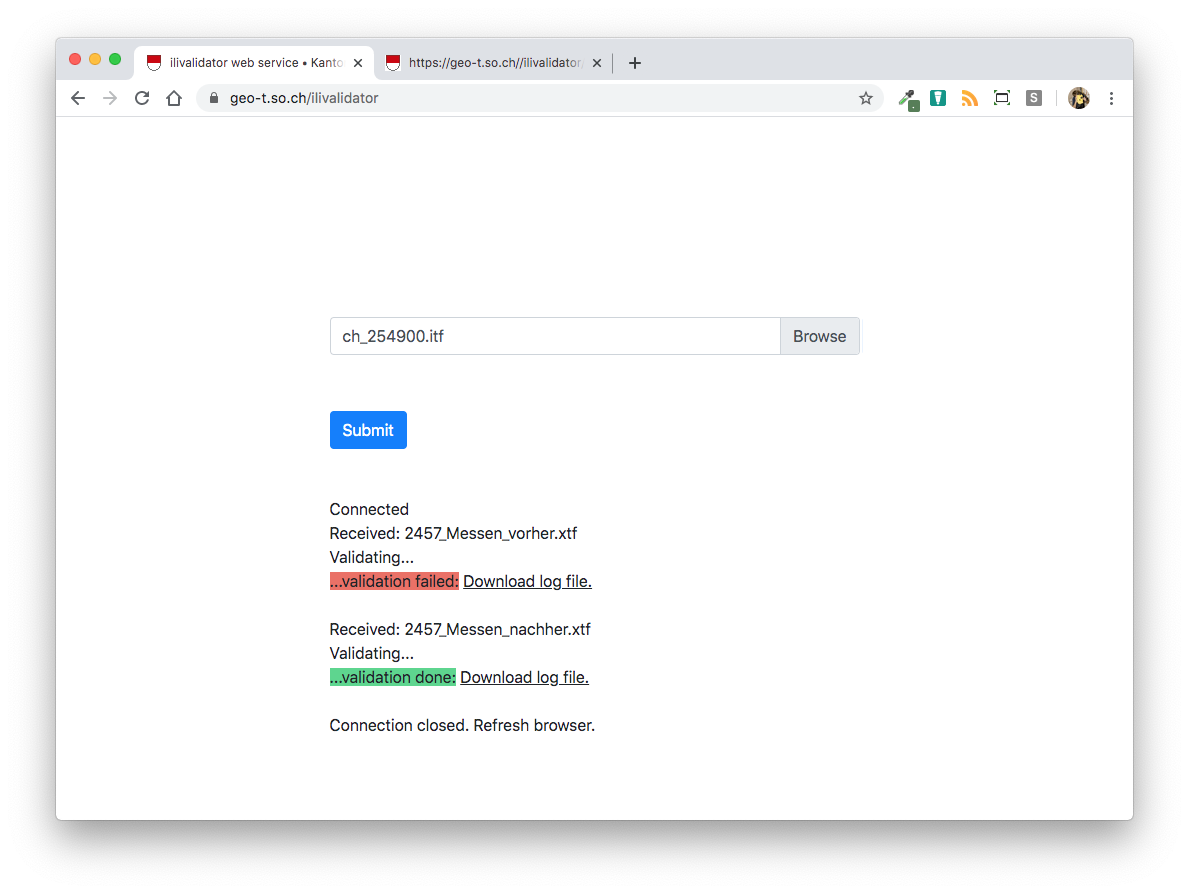 ilivalidator web service • Kanto
https://geo-t.so.ch//ilivalidator
geo-t.so.ch/ilivalidator
S
ch_254900.itf
Browse
Submit
Connected
Received: 2457_Messen_vorher.xtf
Validating...
...validation failed: Download log file.
Received: 2457_Messen_nachher.xtf
Validating...
...validation done: Download log file.
Connection closed. Refresh browser.